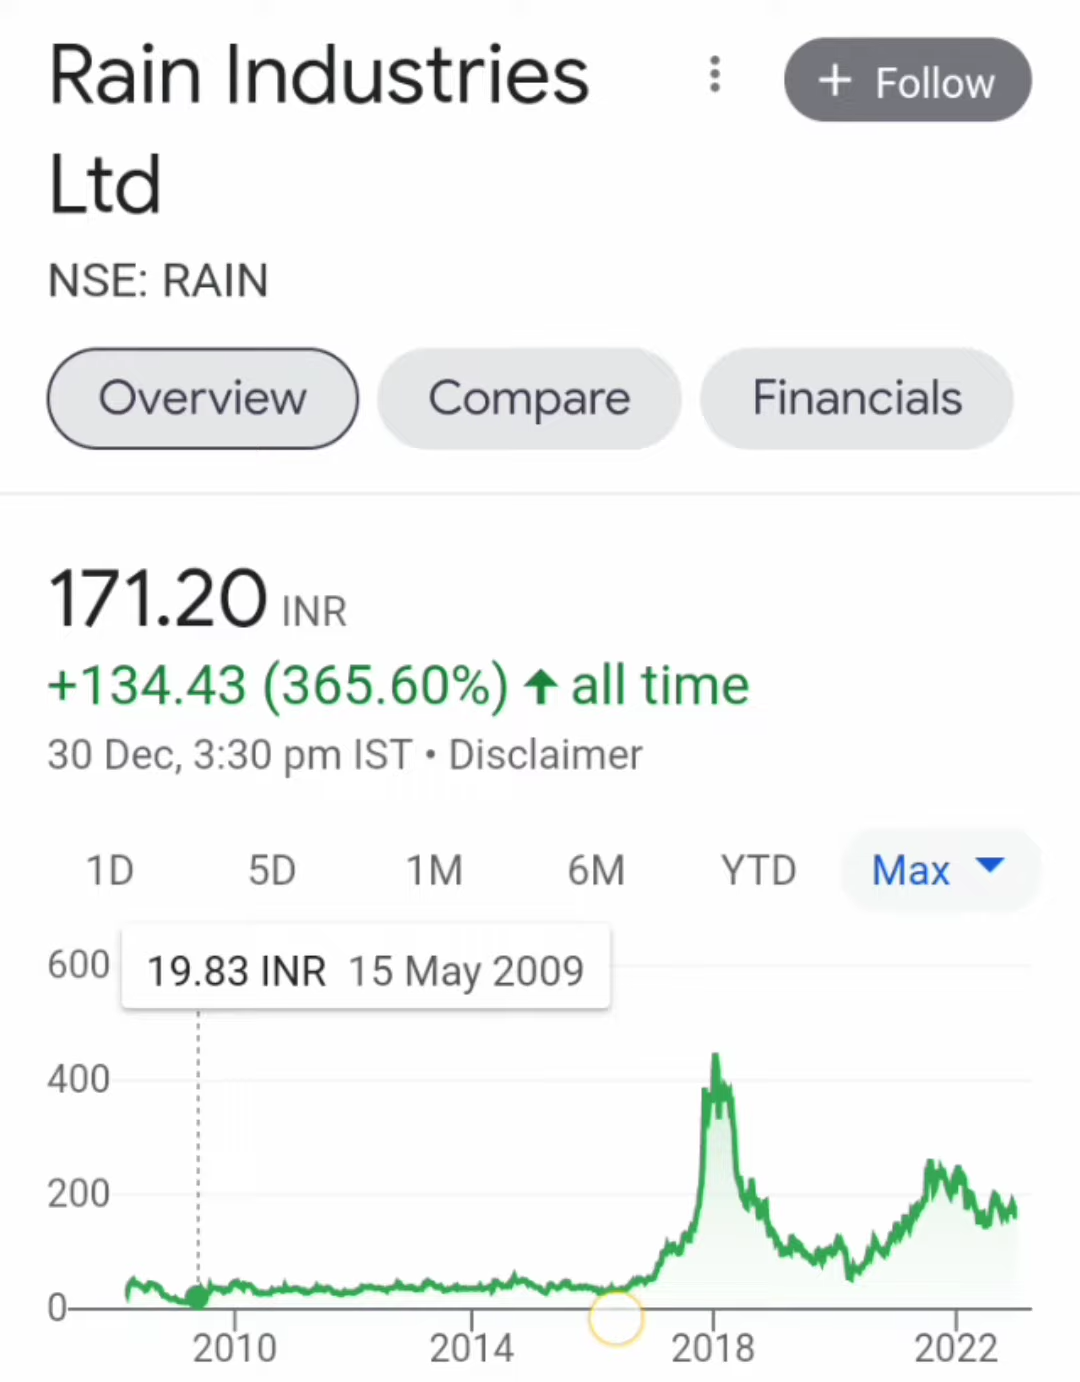 Rain Industries
Ltd
+ Follow
NSE: RAIN
Overview Compare Financials
171.20 INR
+134.43 (365.60%) ↑ all time
30 Dec, 3:30 pm IST • Disclaimer
1D 5D 1M 6M YTD Max
600
19.83 INR 15 May 2009
400
200
0
2010 2014 2018 2022